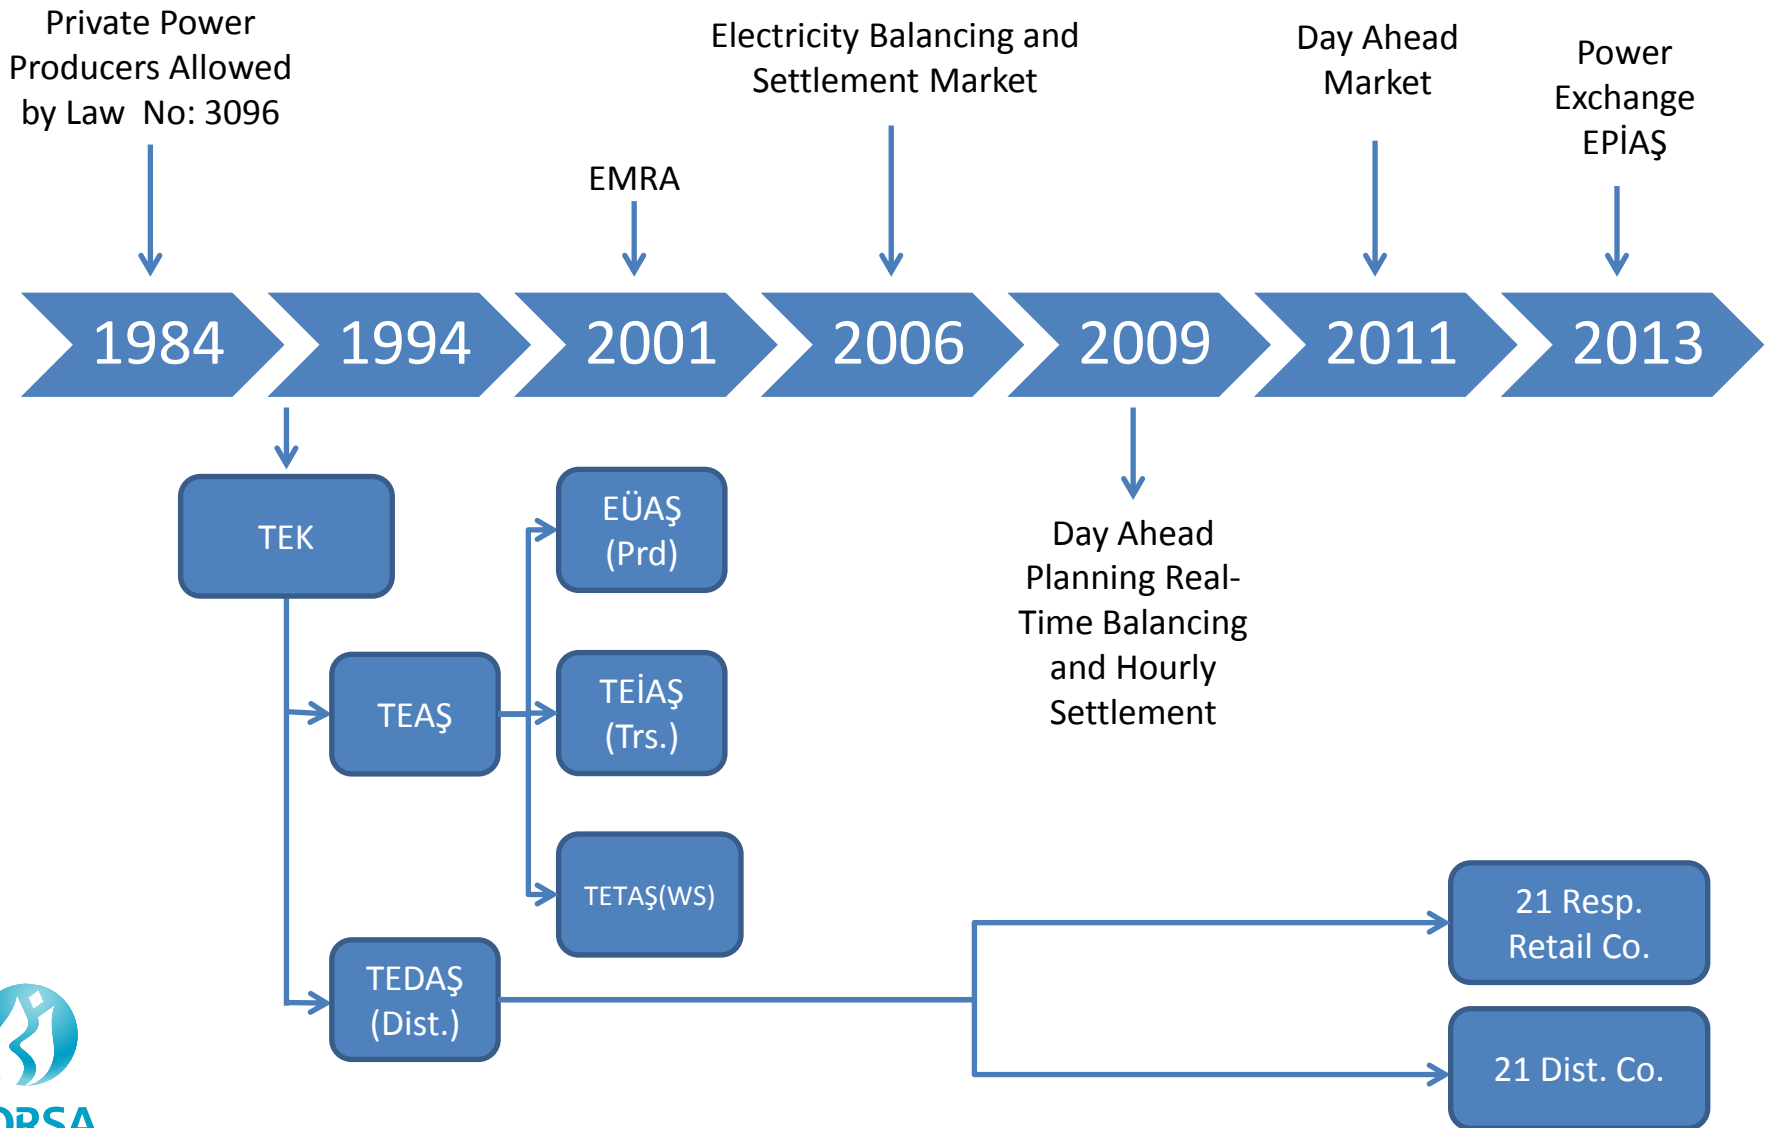 Private Power
Producers Allowed
by Law No: 3096
Electricity Balancing and
Settlement Market
Day Ahead
Market
Power
Exchange
EPİAŞ
EMRA
1984
1994
2001
2006
2009
2011
2013
TEK
EÜAŞ
(Prd)
Day Ahead
Planning Real-
Time Balancing
and Hourly
Settlement
TEAŞ
TEİAŞ
(Trs.)
TETAŞ(WS)
21 Resp.
Retail Co.
TEDAŞ
(Dist.)
21 Dist. Co.